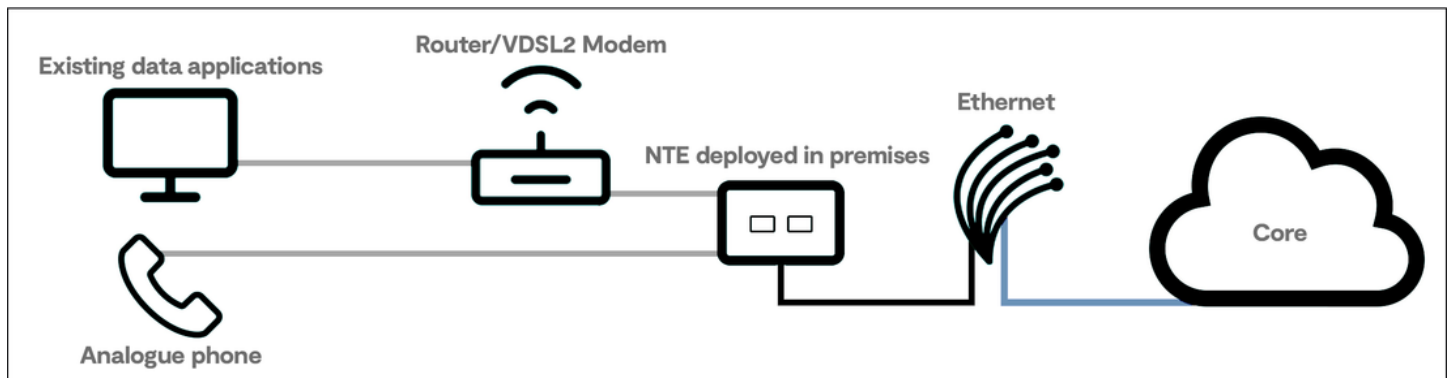 Router/VDSL2 Modem
Existing data applications
Ethernet
NTE deployed in premises
Core
Analogue phone